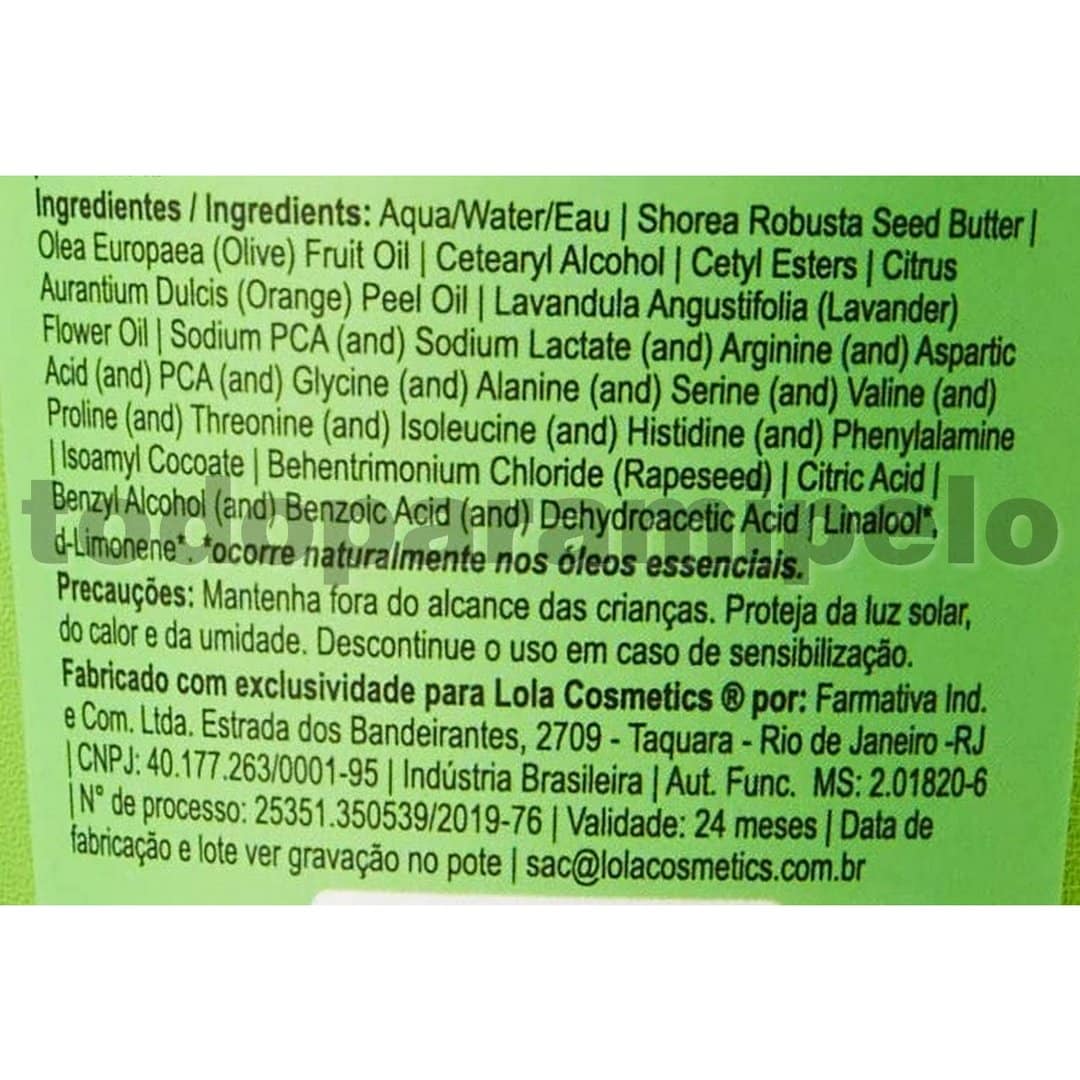 Ingredientes / Ingredients: Aqua/Water/Eau | Shorea Robusta Seed Butter |
Olea Europaea (Olive) Fruit Oil | Cetearyl Alcohol | Cetyl Esters | Citrus
Aurantium Dulcis (Orange) Peel Oil | Lavandula Angustifolia (Lavander)
Flower Oil | Sodium PCA (and) Sodium Lactate (and) Arginine (and) Aspartic
Acid (and) PCA (and) Glycine (and) Alanine (and) Serine (and) Valine (and)
Proline (and) Threonine (and) Isoleucine (and) Histidine (and) Phenylalamine
| Isoamyl Cocoate | Behentrimonium Chloride (Rapeseed) | Citric Acid |
Benzyl Alcohol (and) Benzoic Acid (and) Dehydroacetic Acid | Linalool*,
d-Limonene*. *ocorre naturalmente nos óleos essenciais.
todoparamipelo
Precauções: Mantenha fora do alcance das crianças. Proteja da luz solar,
do calor e da umidade. Descontinue o uso em caso de sensibilização.
Fabricado com exclusividade para Lola Cosmetics ® por: Farmativa Ind.
e Com. Ltda. Estrada dos Bandeirantes, 2709 - Taquara - Rio de Janeiro -RJ
| CNPJ: 40.177.263/0001-95 | Indústria Brasileira | Aut. Func. MS: 2.01820-6
| N° de processo: 25351.350539/2019-76 | Validade: 24 meses | Data de
fabricação e lote ver gravação no pote | sac@lolacosmetics.com.br